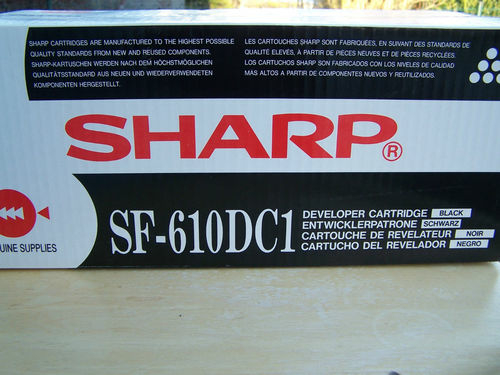 SHARP CARTRIDGES ARE MANUFACTURED TO THE HIGHEST POSSIBLE
QUALITY STANDARDS FROM NEW AND REUSED COMPONENTS.
SHARP-KARTUSCHEN WERDEN NACH DEM HÖCHSTMÖGLICHEN
QUALITÄTSSTANDARD AUS NEUEN UND WIEDERVERWENDETEN
KOMPONENTEN HERGESTELLT.
LES CARTOUCHES SHARP SONT FABRIQUÉES, EN SUIVANT DES STANDARDS DE
QUALITÉ ÉLEVÉS, À PARTIR DE PIÈCES NEUVES ET DE PIÈCES RECYCLÉES.
LOS CARTUCHOS SHARP SON FABRICADOS CON LOS NIVELES DE CALIDAD
MAS ALTOS A PARTIR DE COMPONENTES NUEVOS Y REUTILIZADOS.
SHARP®
UINE SUPPLIES
SF-610DC1
DEVELOPER CARTRIDGE BLACK
ENTWICKLERPATRONE SCHWARZ
CARTOUCHE DE REVELATEUR NOIR
CARTUCHO DEL REVELADOR NEGRO